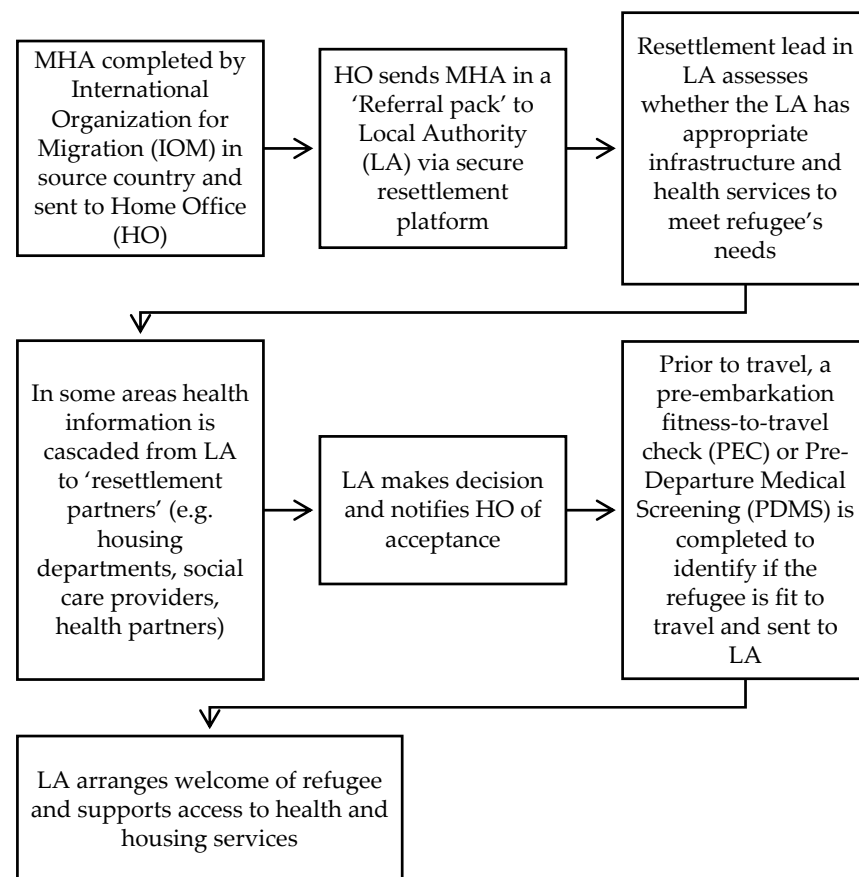 MHA completed by
International
Organization for
Migration (IOM) in
source country and
sent to Home Office
(HO)
HO sends MHA in a
‘Referral pack’ to
Local Authority
(LA) via secure
resettlement
platform
Resettlement lead in
LA assesses
whether the LA has
appropriate
infrastructure and
health services to
meet refugee’s
needs
In some areas health
information is
cascaded from LA
to ‘resettlement
partners’ (e.g.
housing
departments, social
care providers,
health partners)
LA makes decision
and notifies HO of
acceptance
Prior to travel, a
pre-embarkation
fitness-to-travel
check (PEC) or Pre-
Departure Medical
Screening (PDMS) is
completed to
identify if the
refugee is fit to
travel and sent to
LA
LA arranges welcome of refugee
and supports access to health and
housing services